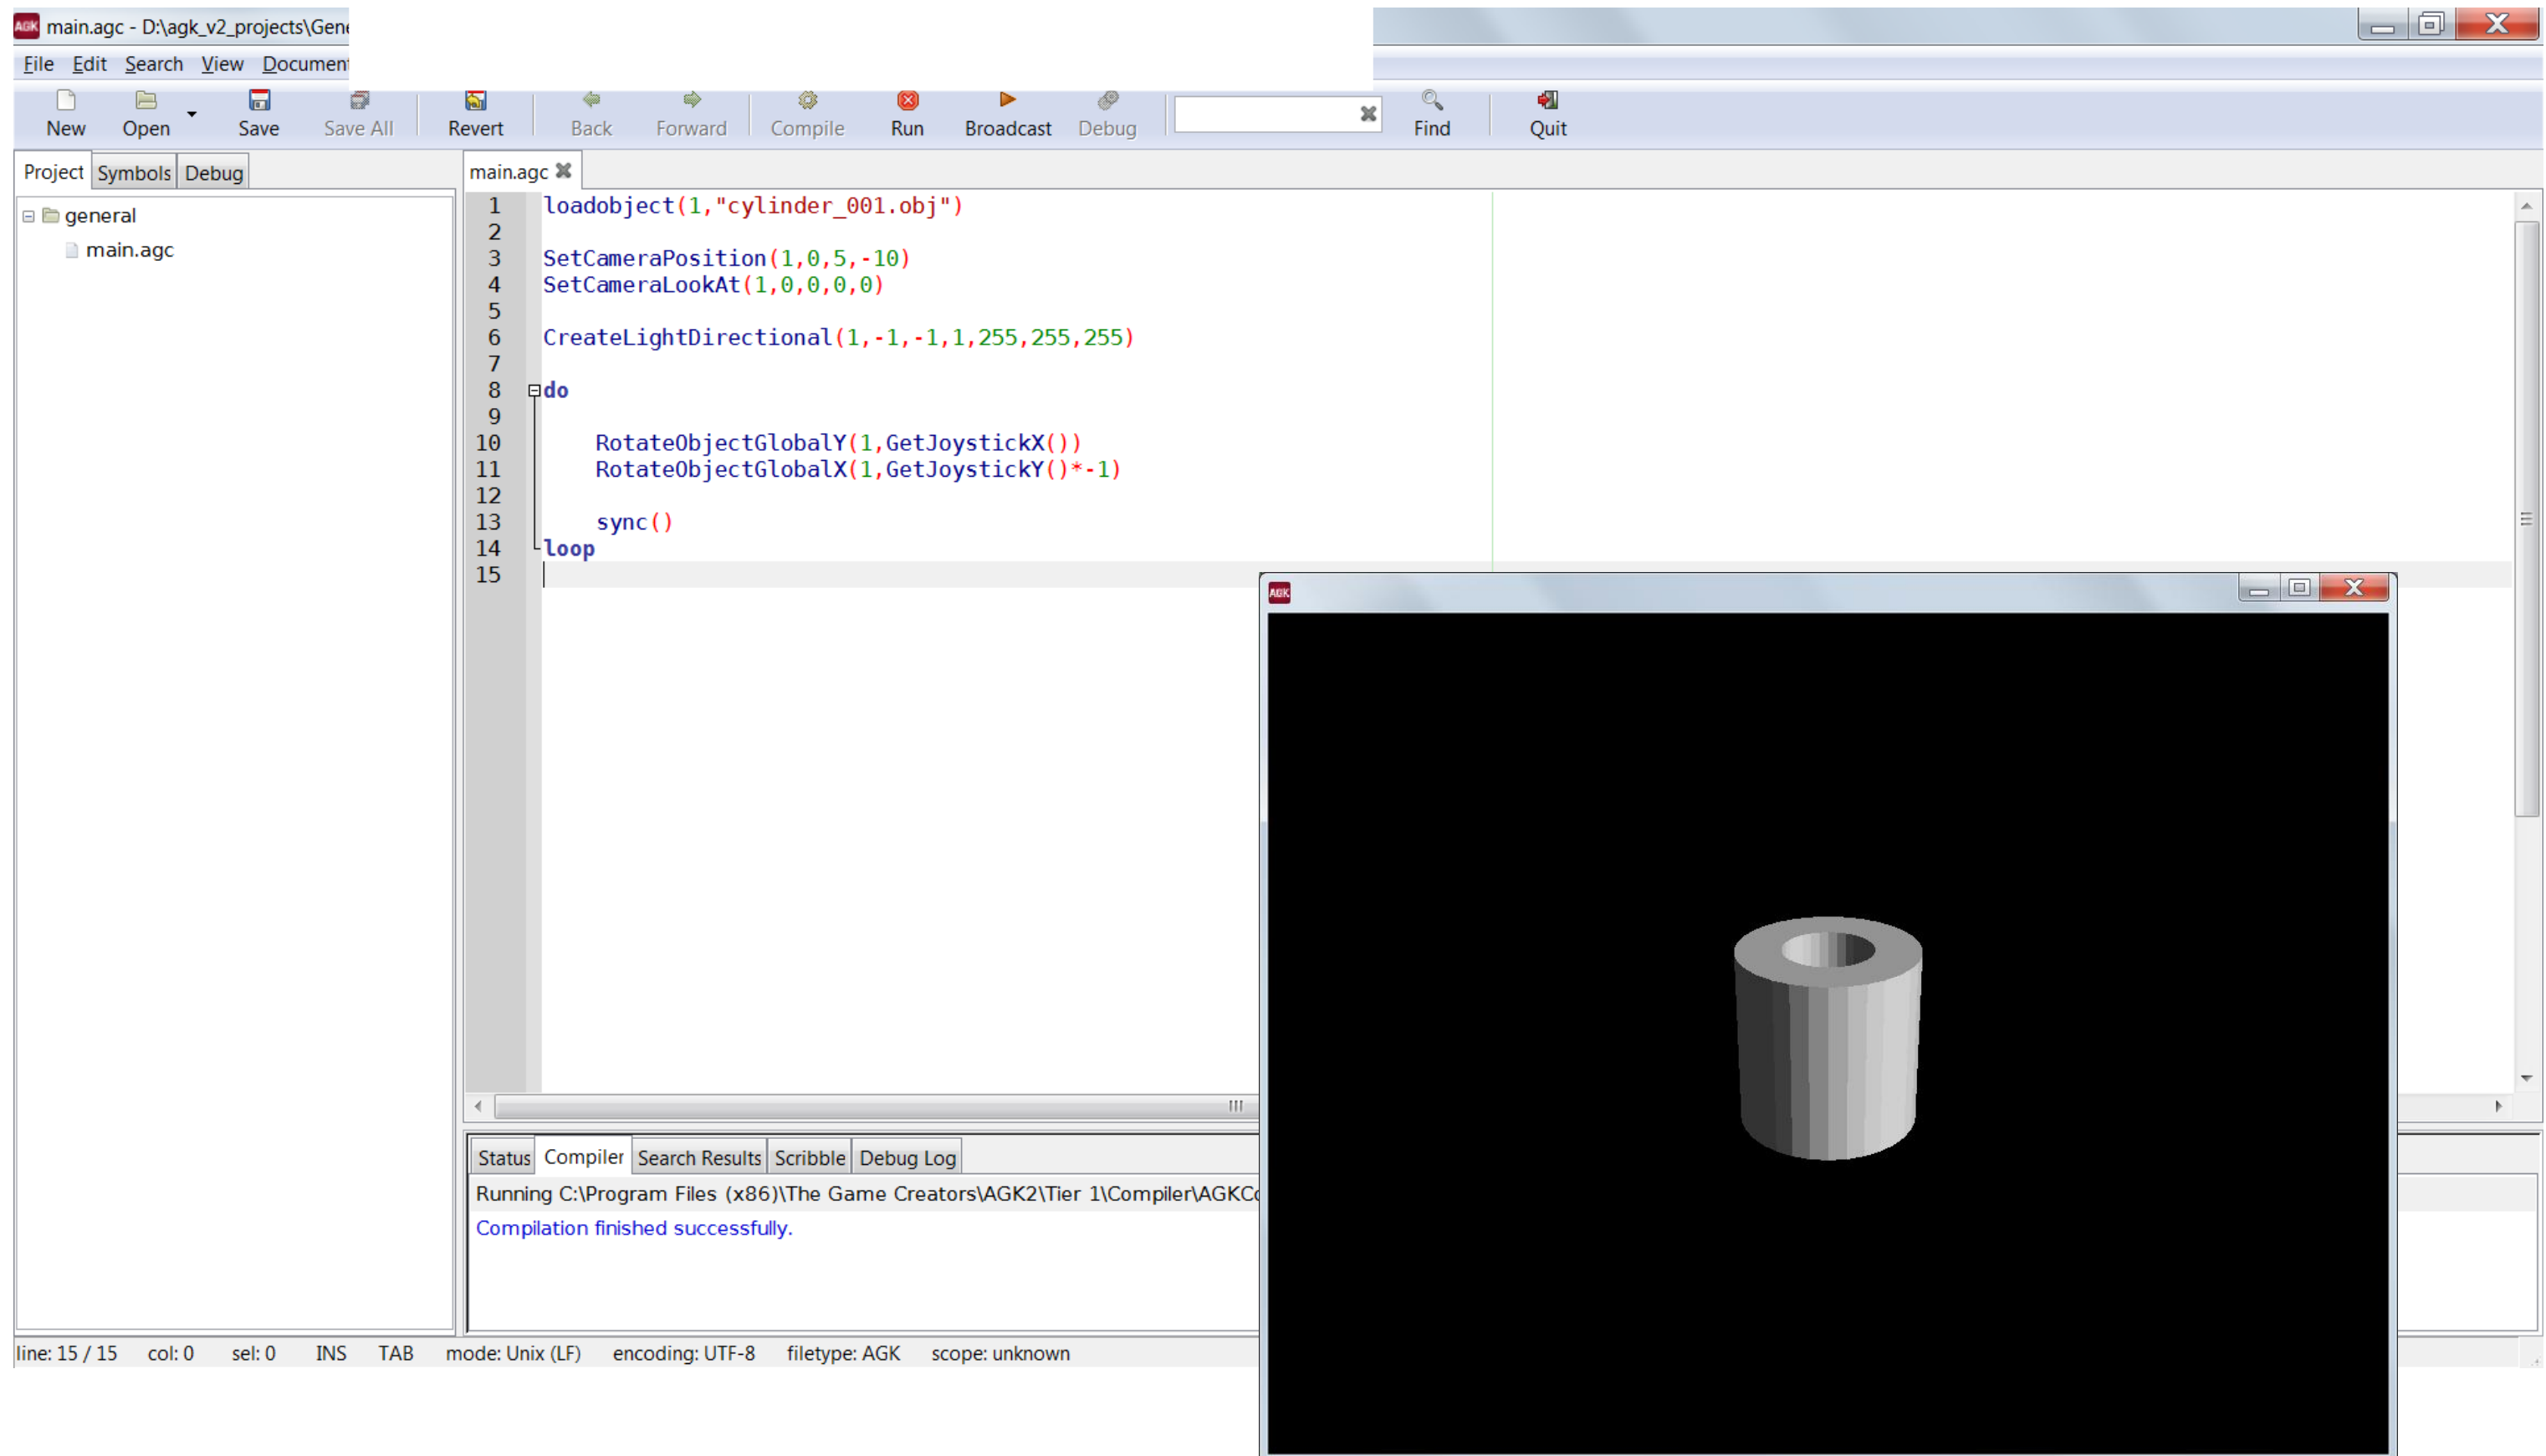 AGK main.agc - D:\agk_v2_projects\Gene
File Edit Search View Document
New Open Save Save All Revert Back Forward Compile Run Broadcast Debug Find Quit
Project Symbols Debug
general
main.agc
main.agc
1 loadobject(1,"cylinder_001.obj")
2
3 SetCameraPosition(1,0,5,-10)
4 SetCameraLookAt(1,0,0,0,0)
5
6 CreateLightDirectional(1,-1,-1,1,255,255,255)
7
8 do
9
10 RotateObjectGlobalY(1,GetJoystickX())
11 RotateObjectGlobalX(1,GetJoystickY()*-1)
12
13 sync()
14 loop
15
AGK
Status Compiler Search Results Scribble Debug Log
Running C:\Program Files (x86)\The Game Creators\AGK2\Tier 1\Compiler\AGKCo
Compilation finished successfully.
line: 15 / 15 col: 0 sel: 0 INS TAB mode: Unix (LF) encoding: UTF-8 filetype: AGK scope: unknown